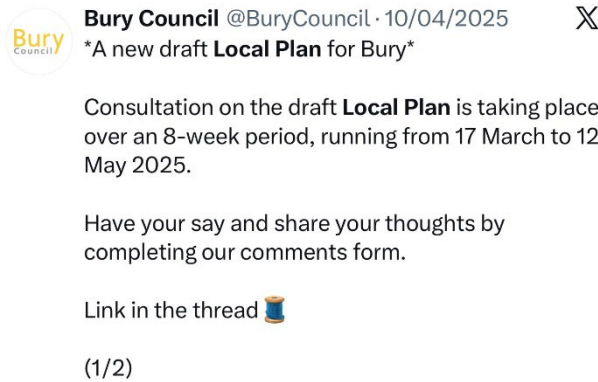 Bury
Council
Bury Council @BuryCouncil · 10/04/2025
*A new draft Local Plan for Bury*
Consultation on the draft Local Plan is taking place
over an 8-week period, running from 17 March to 12
May 2025.
Have your say and share your thoughts by
completing our comments form.
Link in the thread🧵
(1/2)